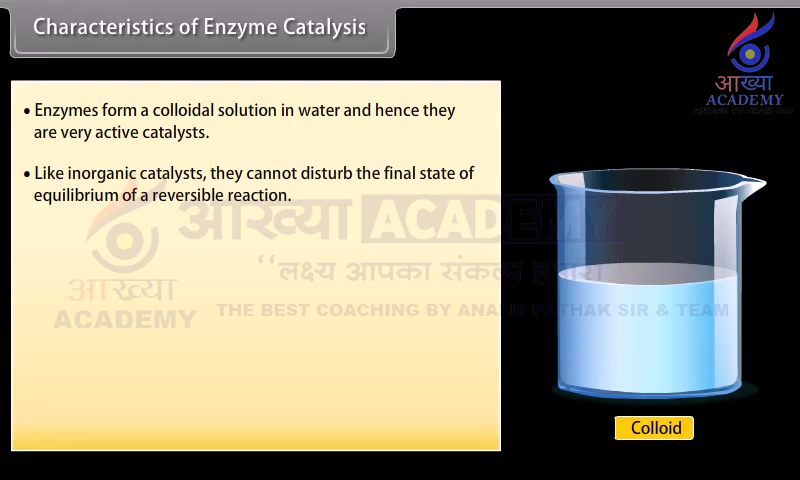 Characteristics of Enzyme Catalysis
आख्या
ACADEMY
• Enzymes form a colloidal solution in water and hence they
are very active catalysts.
• Like inorganic catalysts, they cannot disturb the final state of
equilibrium of a reversible reaction.
आख्या ACADEMY
‘‘लक्ष्य आपका संकल्प हमारा
आख्या
ACADEMY
THE BEST COACHING BY ANAND PATHAK SIR & TEAM
Colloid